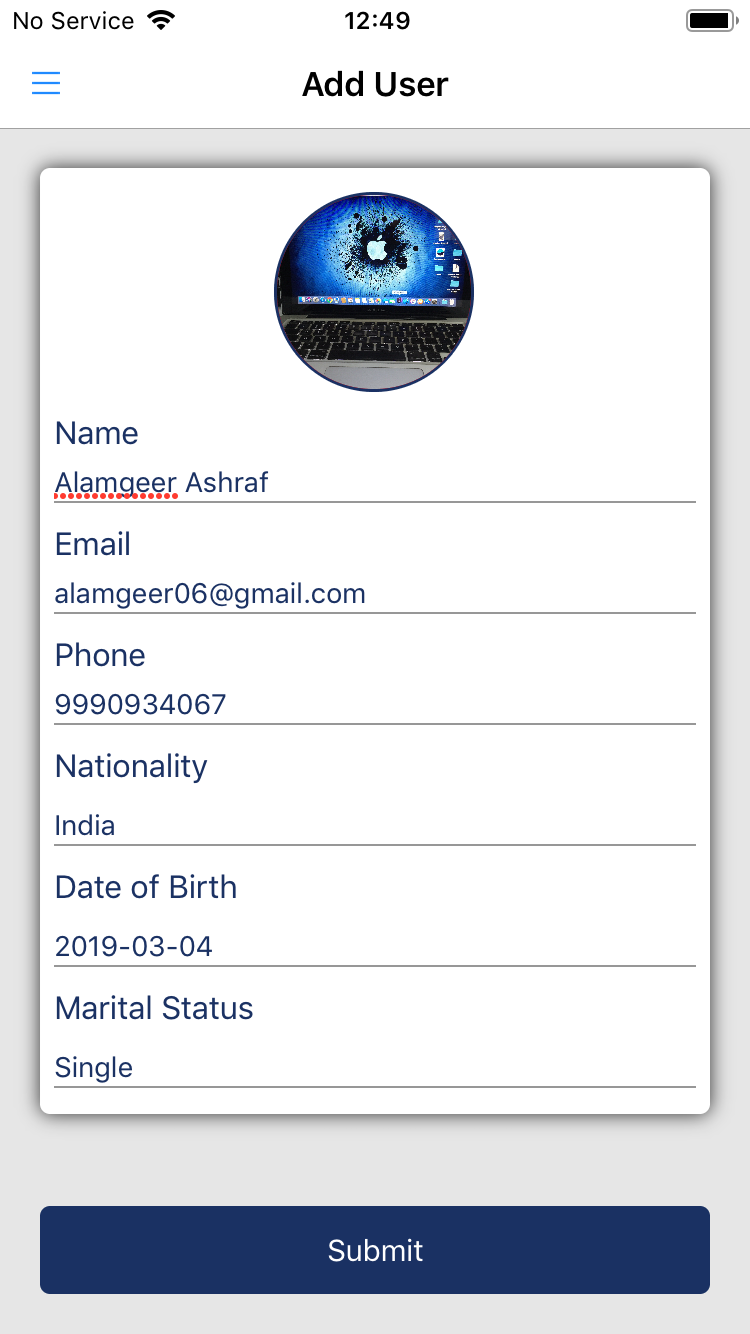 No Service
12:49
Add User
Name
Alamgeer Ashraf
Email
alamgeer06@gmail.com
Phone
9990934067
Nationality
India
Date of Birth
2019-03-04
Marital Status
Single
Submit